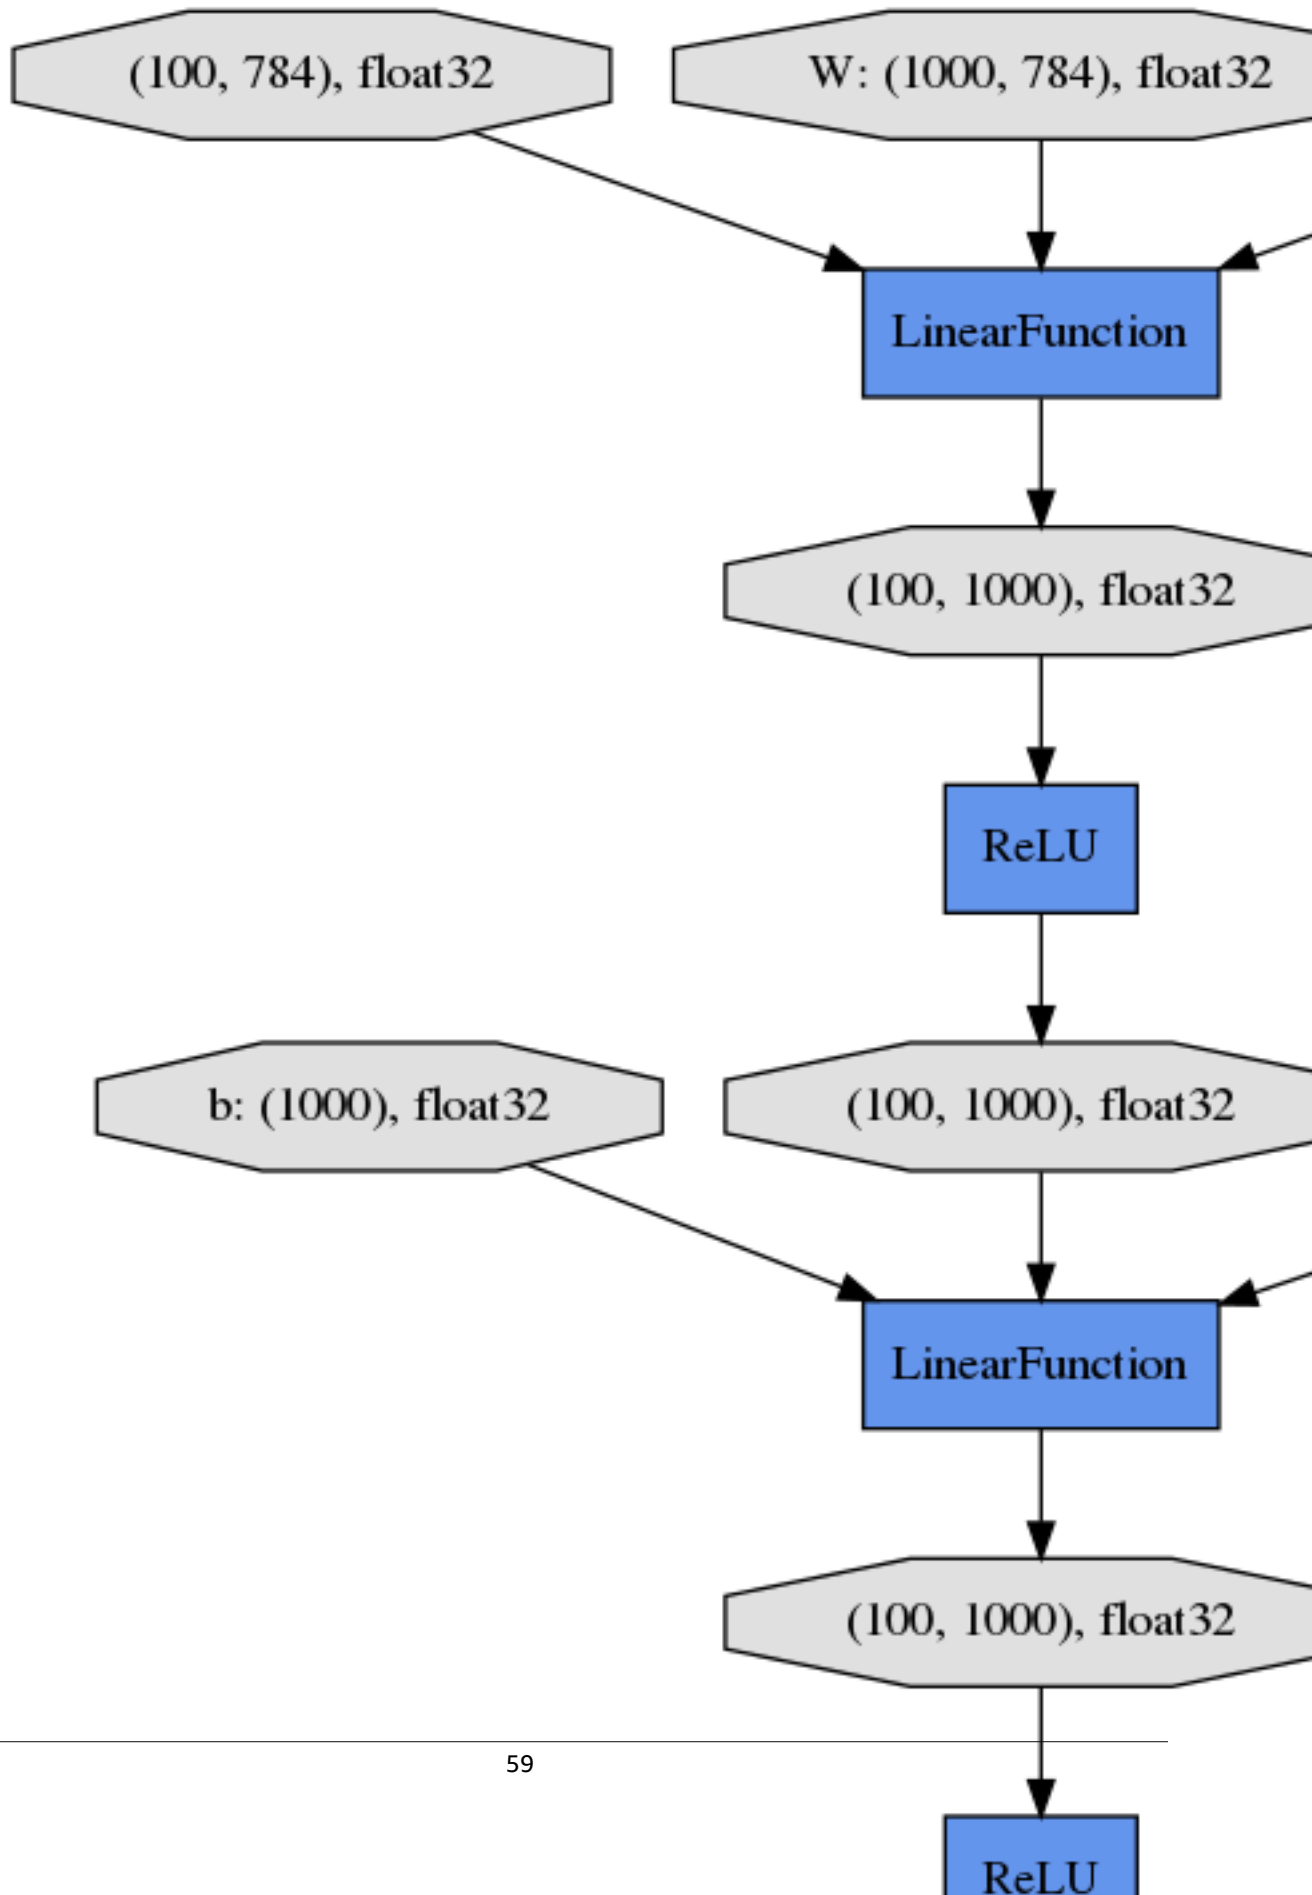 (100, 784), float32
W: (1000, 784), float32
LinearFunction
(100, 1000), float32
ReLU
b: (1000), float32
(100, 1000), float32
LinearFunction
(100, 1000), float32
59
ReLU